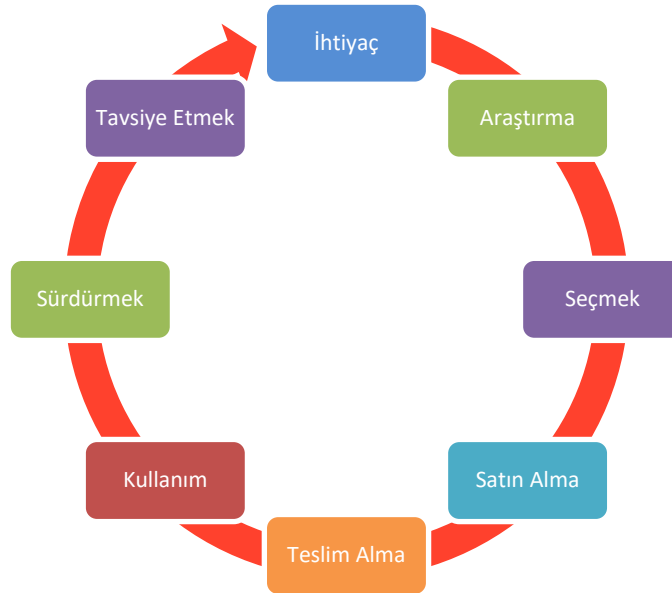 İhtiyaç
Araştırma
Seçmek
Satın Alma
Teslim Alma
Kullanım
Sürdürmek
Tavsiye Etmek